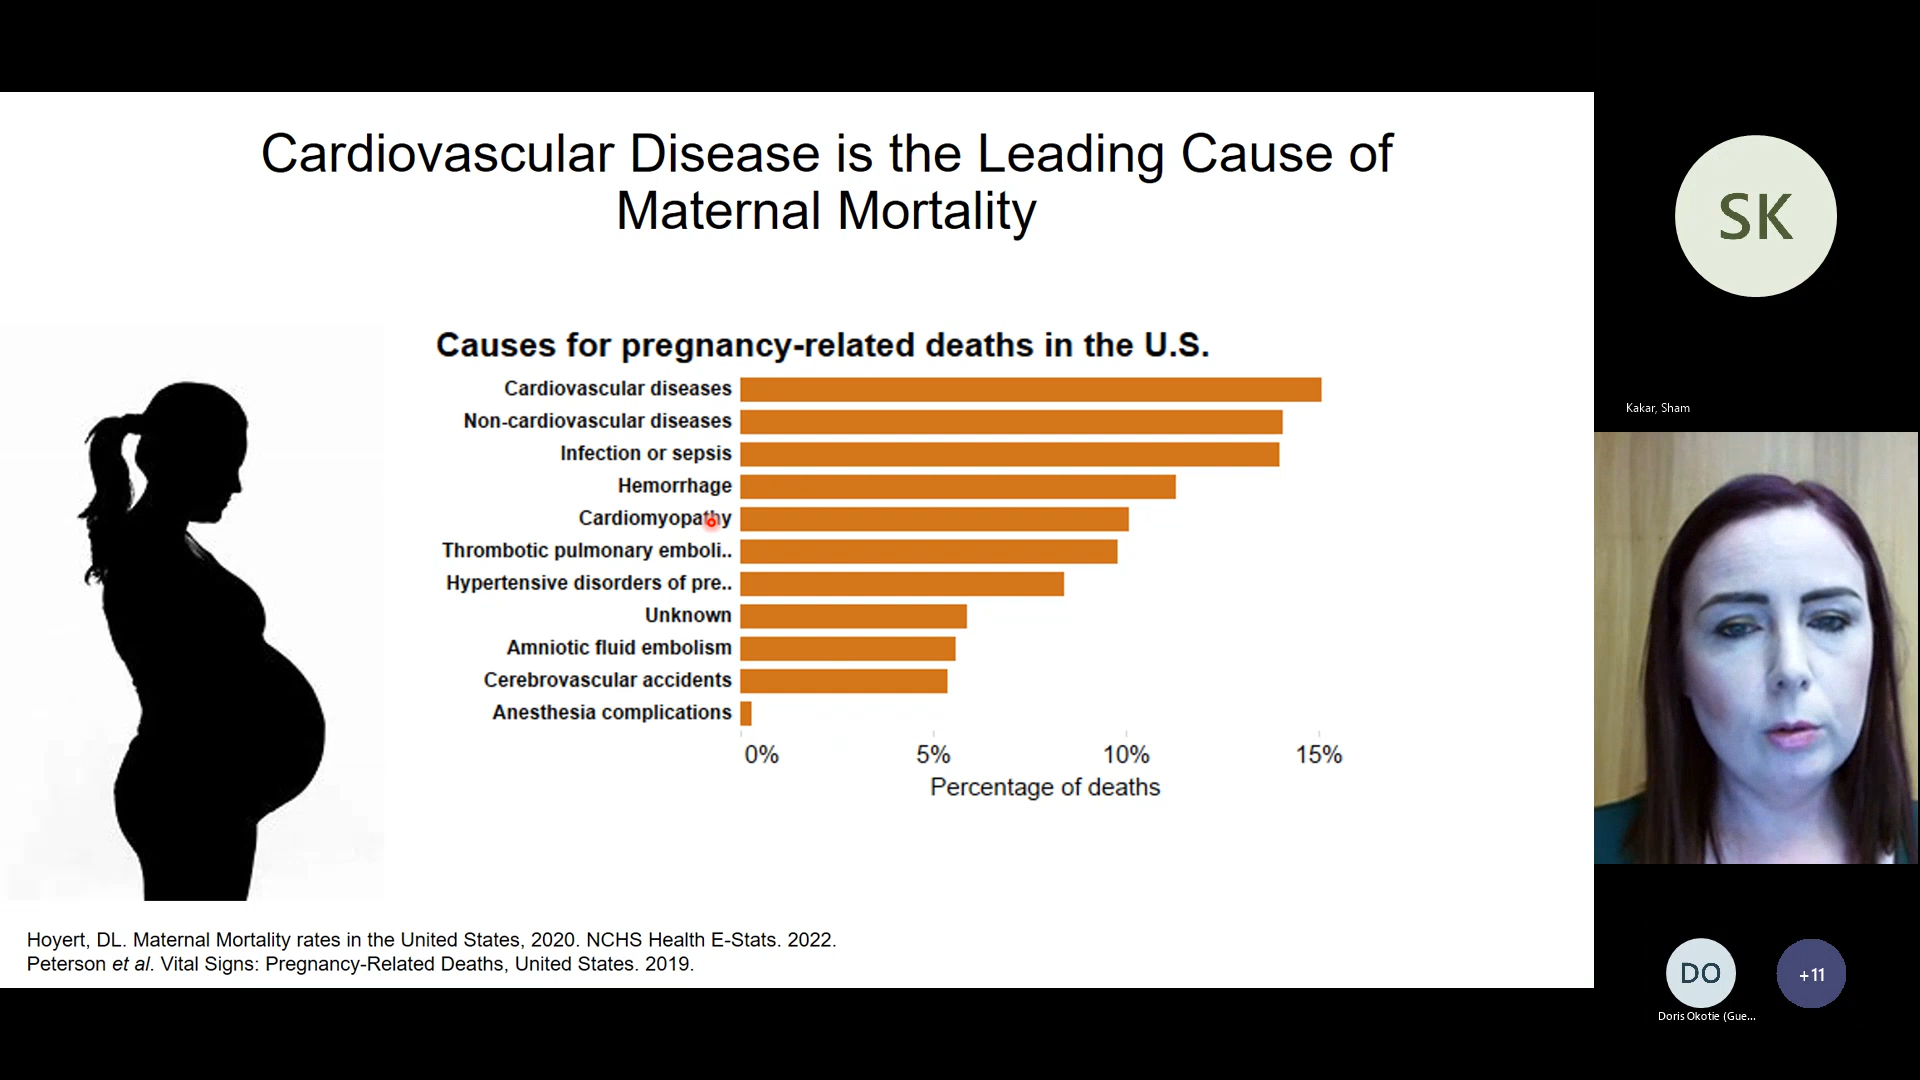 Cardiovascular Disease is the Leading Cause of
Maternal Mortality
Causes for pregnancy-related deaths in the U.S.
Cardiovascular diseases
Non-cardiovascular diseases
Infection or sepsis
Hemorrhage
Cardiomyopathy
Thrombotic pulmonary emboli..
Hypertensive disorders of pre..
Unknown
Amniotic fluid embolism
Cerebrovascular accidents
Anesthesia complications
0% 5% 10% 15%
Percentage of deaths
Hoyert, DL. Maternal Mortality rates in the United States, 2020. NCHS Health E-Stats. 2022.
Peterson et al. Vital Signs: Pregnancy-Related Deaths, United States. 2019.
SK
Kakar, Sham
DO
+11
Doris Okotie (Gue...